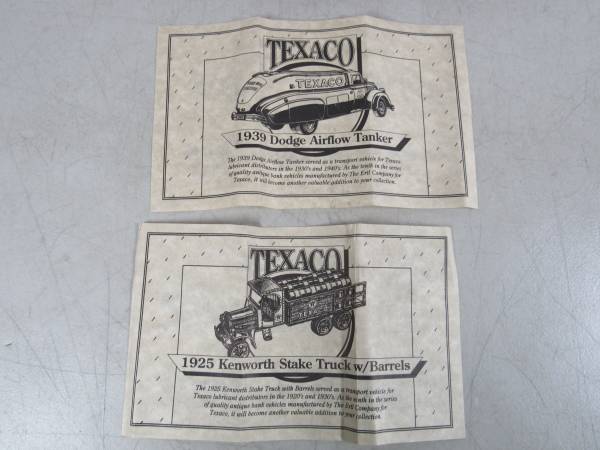 TEXACO
TEXACO
1939 Dodge Airflow Tanker
The 1939 Dodge Airflow Tanker served as a transport vehicle for Texaco
lubricant distributors in the 1930's and 1940's. As the tenth in the series
of quality antique bank vehicles manufactured by The Ertl Company for
Texaco, it will become another valuable addition to your collection.
TEXACO
TEXACO
1925 Kenworth Stake Truck w/Barrels
The 1925 Kenworth Stake Truck with Barrels served as a transport vehicle for
Texaco lubricant distributors in the 1920's and 1930's. As the ninth in the series
of quality antique bank vehicles manufactured by The Ertl Company for
Texaco, it will become another valuable addition to your collection.